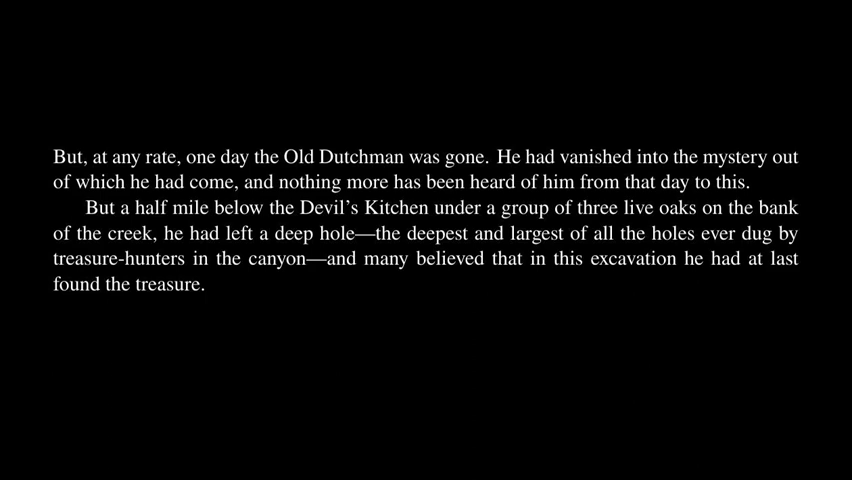 But, at any rate, one day the Old Dutchman was gone. He had vanished into the mystery out
of which he had come, and nothing more has been heard of him from that day to this.
But a half mile below the Devil’s Kitchen under a group of three live oaks on the bank
of the creek, he had left a deep hole—the deepest and largest of all the holes ever dug by
treasure-hunters in the canyon—and many believed that in this excavation he had at last
found the treasure.